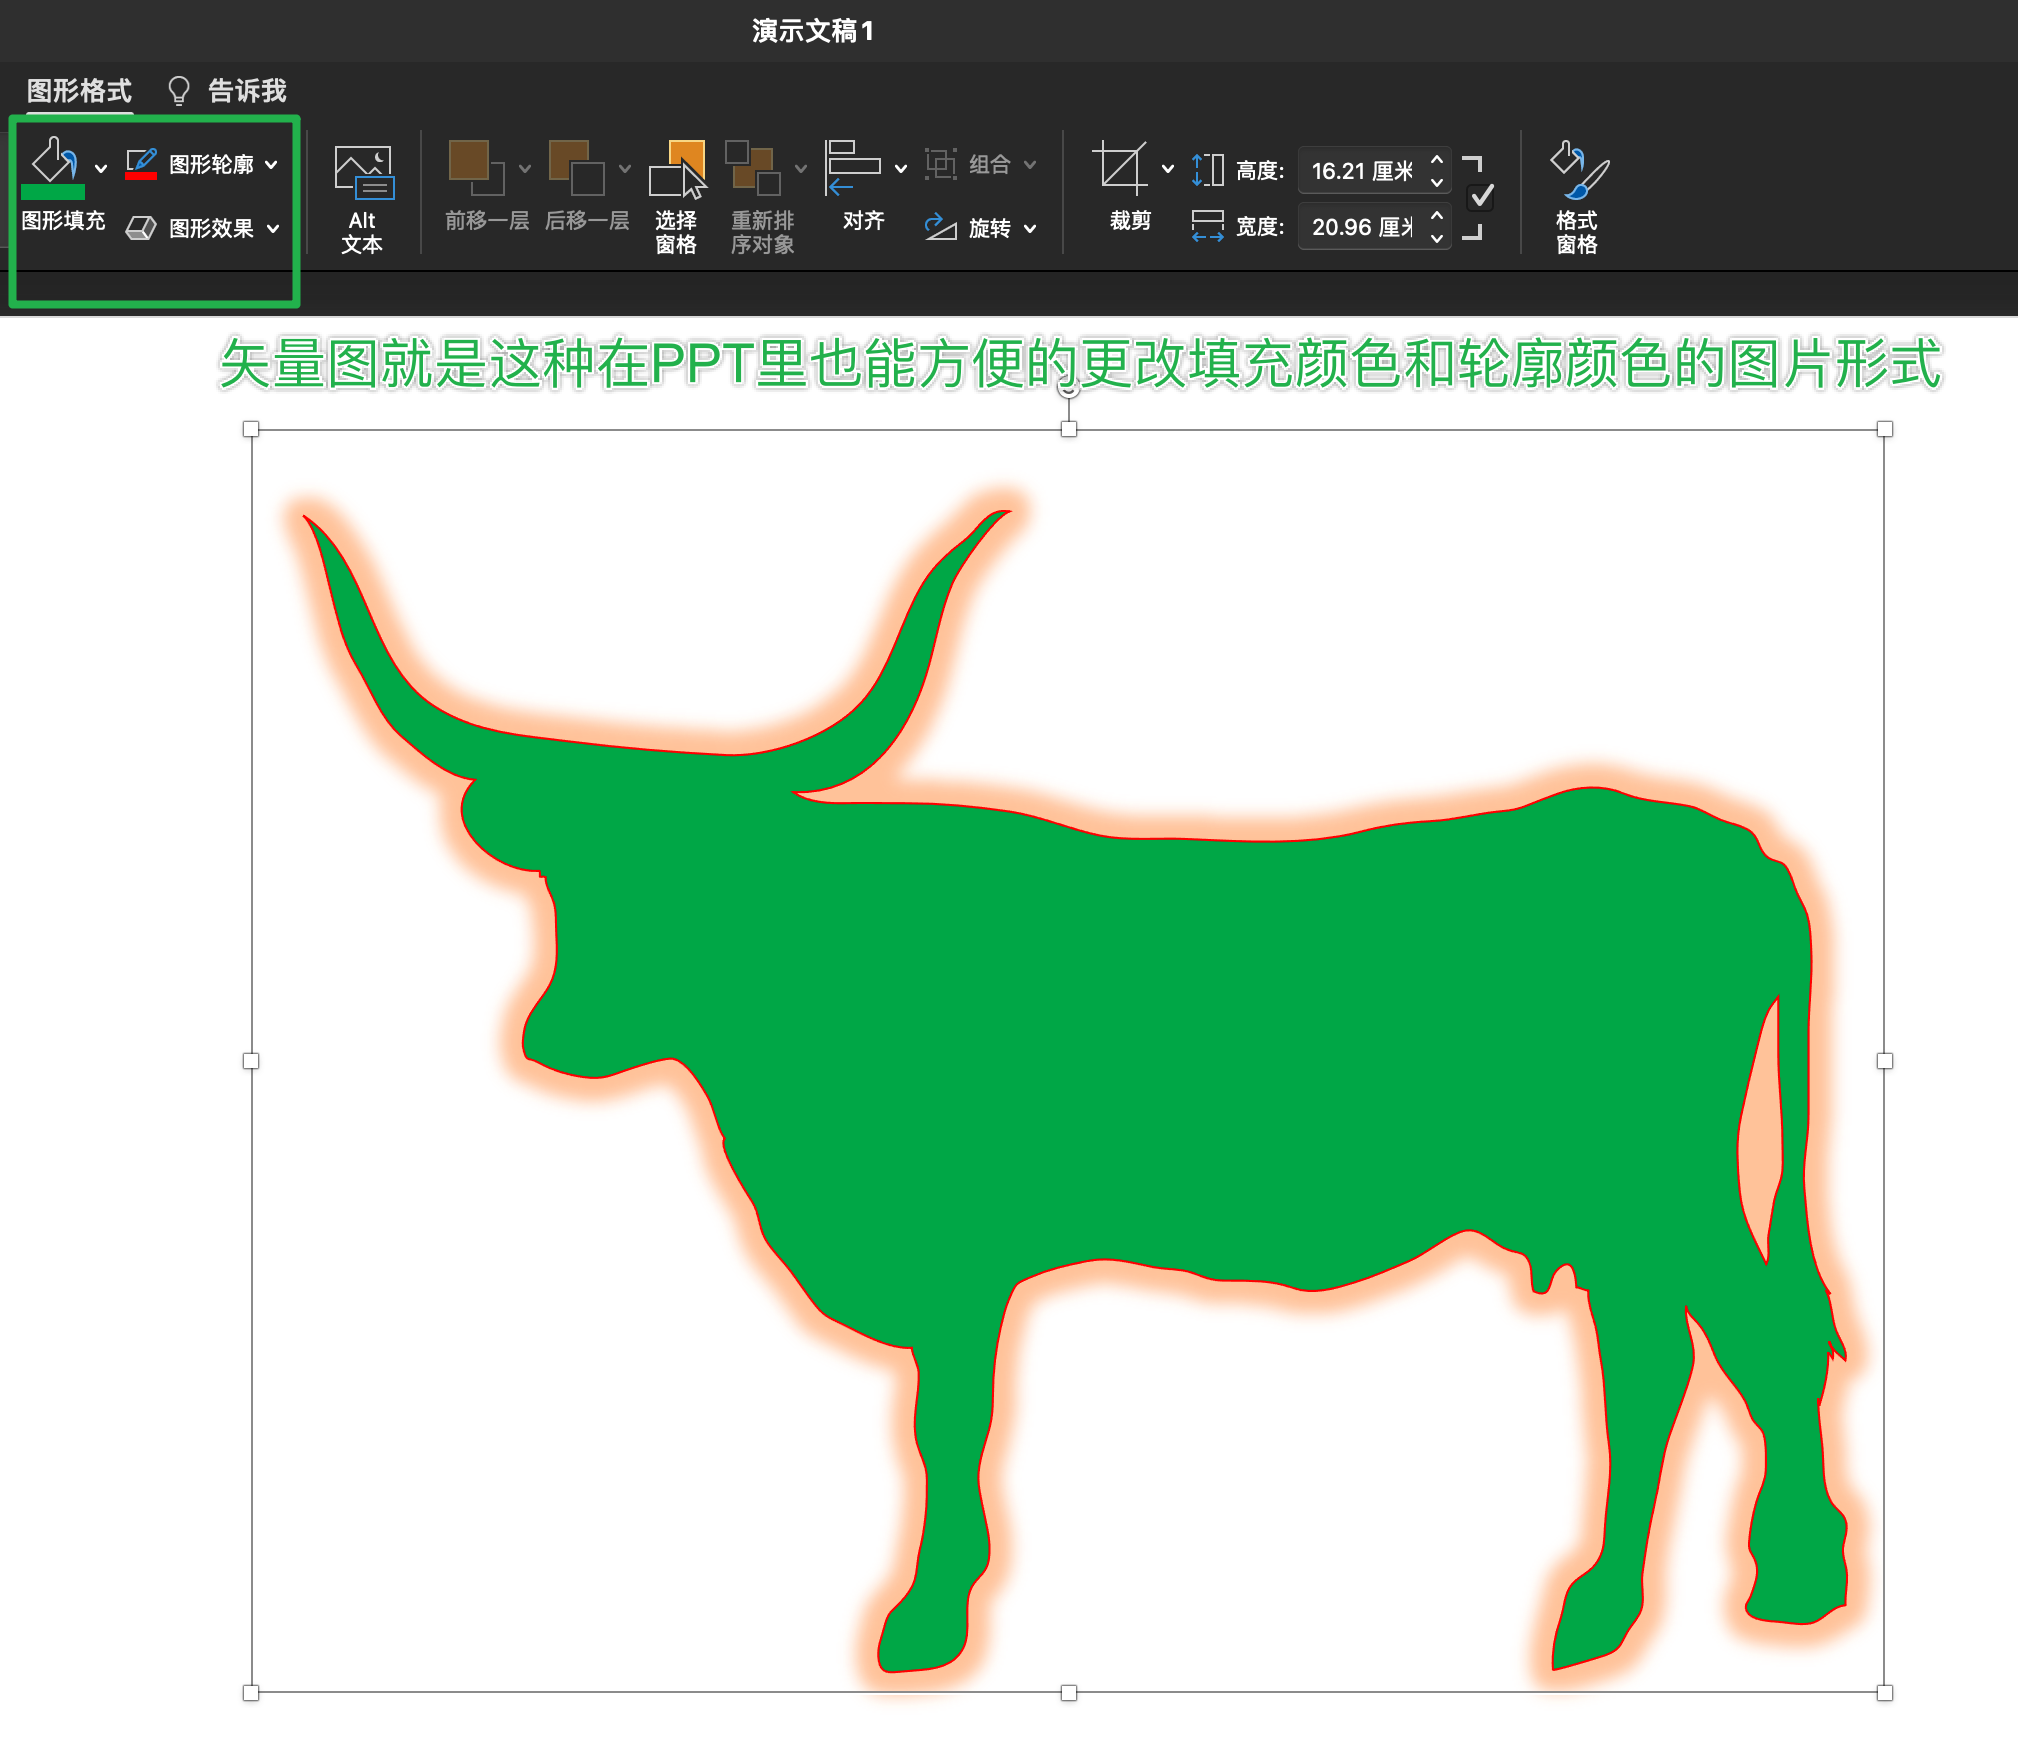 演示文稿1
图形格式 告诉我
图形填充
图形轮廓
图形效果
Alt
文本
前移一层
后移一层
选择
窗格
重新排
序对象
对齐
组合
旋转
裁剪
高度: 16.21 厘米
宽度: 20.96 厘米
格式
窗格
矢量图就是这种在PPT里也能方便的更改填充颜色和轮廓颜色的图片形式